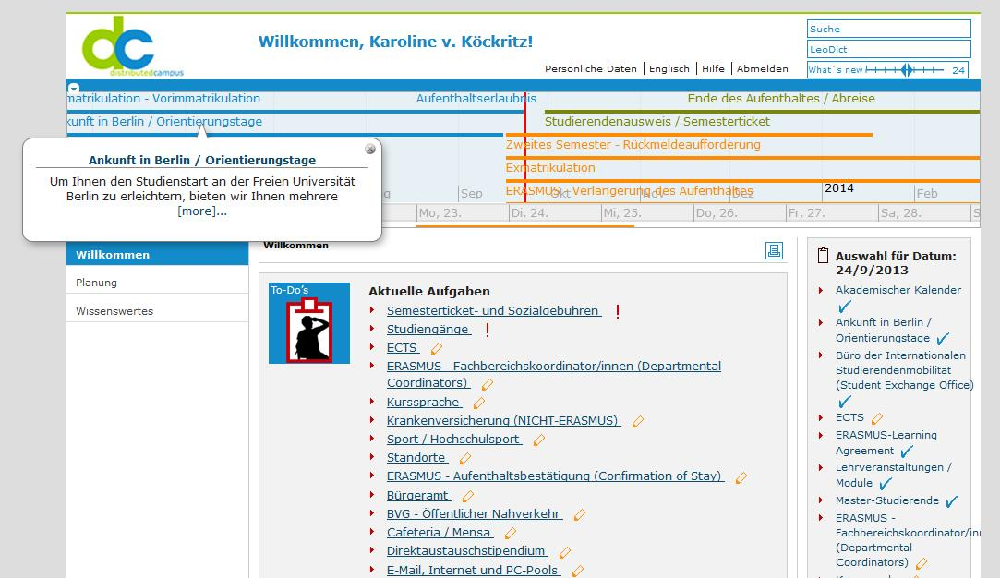 dc
distributedcampus
Willkommen, Karoline v. Köckritz!
Suche
LeoDict
What´s new
24
Persönliche Daten | Englisch | Hilfe | Abmelden
matrikulation - Vorimmatrikulation
Aufenthaltserlaubnis
Ende des Aufenthaltes / Abreise
kunft in Berlin / Orientierungstage
Studierendenausweis / Semesterticket
Zweites Semester - Rückmeldeaufforderung
Exmatrikulation
ERASMUS - Verlängerung des Aufenthaltes
g Sep Okt Nov Dez 2014 Feb
Mo, 23. Di, 24. Mi, 25. Do, 26. Fr, 27. Sa, 28. S
Ankunft in Berlin / Orientierungstage
Um Ihnen den Studienstart an der Freien Universität
Berlin zu erleichtern, bieten wir Ihnen mehrere
[more]...
Willkommen
Planung
Wissenswertes
Willkommen
To-Do's
Aktuelle Aufgaben
Semesterticket- und Sozialgebühren !
Studiengänge !
ECTS
ERASMUS - Fachbereichskoordinator/innen (Departmental
Coordinators)
Kurssprache
Krankenversicherung (NICHT-ERASMUS)
Sport / Hochschulsport
Standorte
ERASMUS - Aufenthaltsbestätigung (Confirmation of Stay)
Bürgeramt
BVG - Öffentlicher Nahverkehr
Cafeteria / Mensa
Direktaustauschstipendium
E-Mail, Internet und PC-Pools
Auswahl für Datum:
24/9/2013
Akademischer Kalender
Ankunft in Berlin /
Orientierungstage
Büro der Internationalen
Studierendenmobilität
(Student Exchange Office)
ECTS
ERASMUS-Learning
Agreement
Lehrveranstaltungen /
Module
Master-Studierende
ERASMUS -
Fachbereichskoordinator/in
(Departmental
Coordinators)